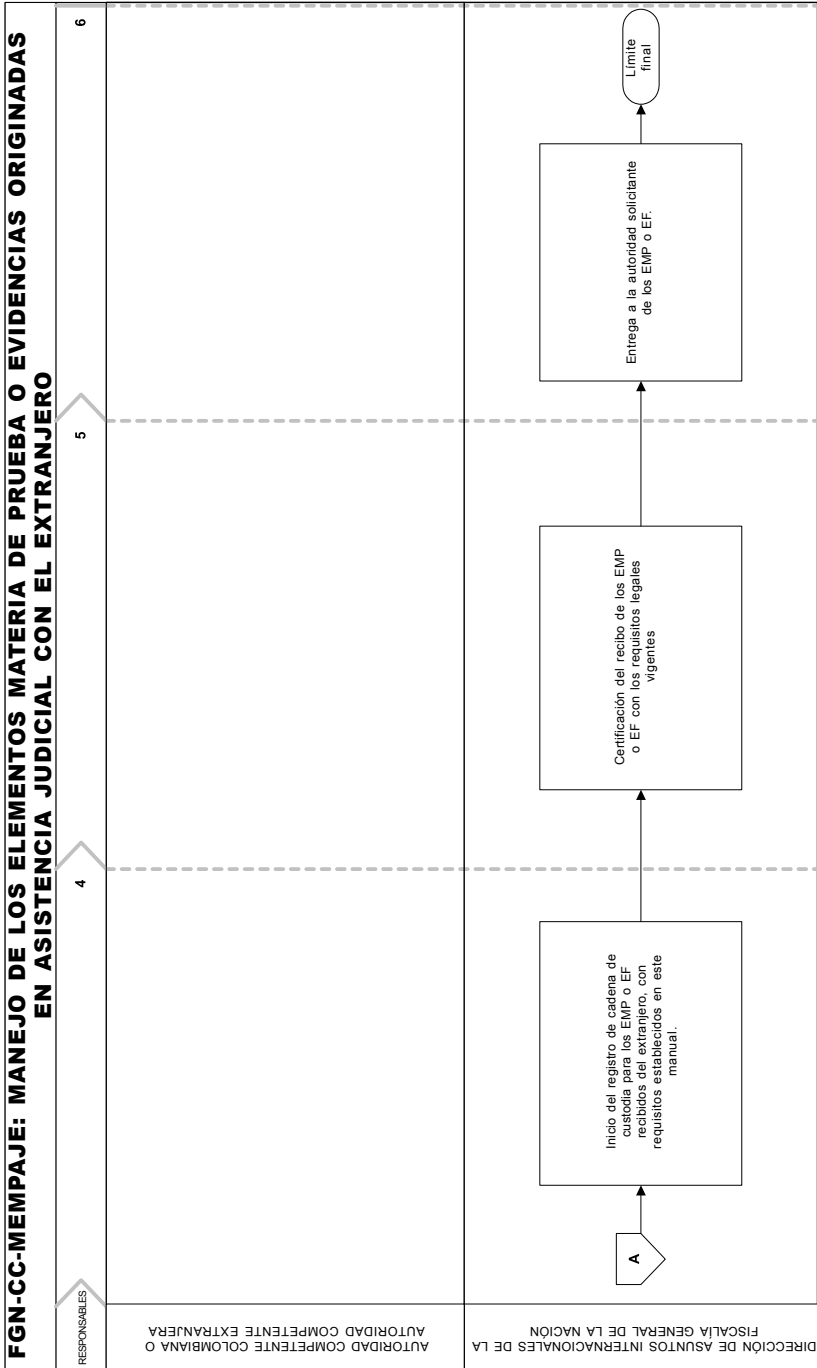 FGN-CC-MEMPAJE: MANEJO DE LOS ELEMENTOS MATERIA DE PRUEBA O EVIDENCIAS ORIGINADAS
EN ASISTENCIA JUDICIAL CON EL EXTRANJERO
RESPONSABLES
4
5
6
AUTORIDAD COMPETENTE COLOMBIANA O
AUTORIDAD COMPETENTE EXTRANJERA
DIRECCIÓN DE ASUNTOS INTERNACIONALES DE LA
FISCALÍA GENERAL DE LA NACIÓN
A
Inicio del registro de cadena de
custodia para los EMP o EF
recibidos del extranjero, con
requisitos establecidos en este
manual.
Certificación del recibo de los EMP
o EF con los requisitos legales
vigentes
Entrega a la autoridad solicitante
de los EMP o EF.
Límite
final